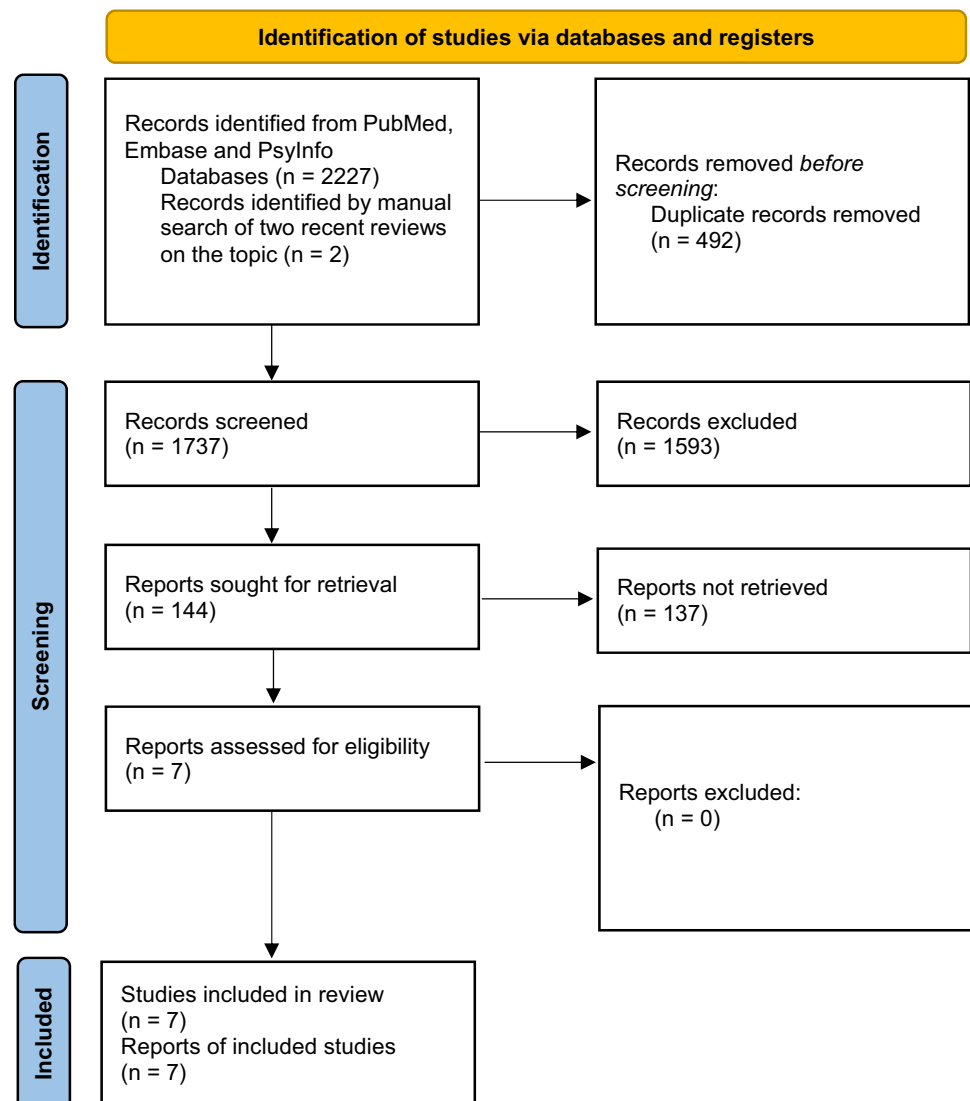 Identification of studies via databases and registers
Identification
Records identified from PubMed,
Embase and PsyInfo
Databases (n = 2227)
Records identified by manual
search of two recent reviews
on the topic (n = 2)
Records removed before
screening:
Duplicate records removed
(n = 492)
Screening
Records screened
(n = 1737)
Records excluded
(n = 1593)
Reports sought for retrieval
(n = 144)
Reports not retrieved
(n = 137)
Reports assessed for eligibility
(n = 7)
Reports excluded:
(n = 0)
Included
Studies included in review
(n = 7)
Reports of included studies
(n = 7)